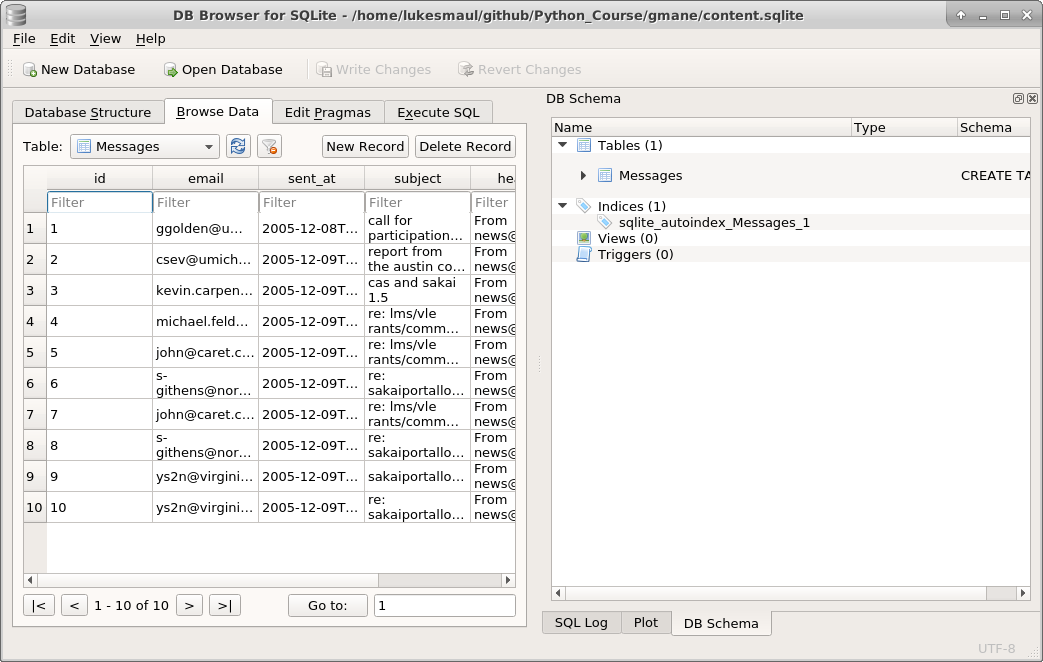 DB Browser for SQLite - /home/lukesmaul/github/Python_Course/gmane/content.sqlite
File Edit View Help
New Database Open Database Write Changes Revert Changes
Database Structure Browse Data Edit Pragmas Execute SQL
Table: Messages New Record Delete Record
id email sent_at subject hea
Filter Filter Filter Filter Filter
1 1 ggolden@u... 2005-12-08T... call for participation... From news@
2 2 csev@umich... 2005-12-09T... report from the austin co... From news@
3 3 kevin.carpen... 2005-12-09T... cas and sakai 1.5 From news@
4 4 michael.feld... 2005-12-09T... re: lms/vle rants/comm... From news@
5 5 john@caret.c... 2005-12-09T... re: lms/vle rants/comm... From news@
6 6 s-githens@nor... 2005-12-09T... re: sakaiportallo... From news@
7 7 john@caret.c... 2005-12-09T... re: lms/vle rants/comm... From news@
8 8 s-githens@nor... 2005-12-09T... re: sakaiportallo... From news@
9 9 ys2n@virgini... 2005-12-09T... sakaiportallo... From news@
10 10 ys2n@virgini... 2005-12-09T... re: sakaiportallo... From news@
|< < 1 - 10 of 10 > >| Go to: 1
DB Schema
Name Type Schema
Tables (1)
Messages CREATE TA
Indices (1)
sqlite_autoindex_Messages_1
Views (0)
Triggers (0)
SQL Log Plot DB Schema
UTF-8